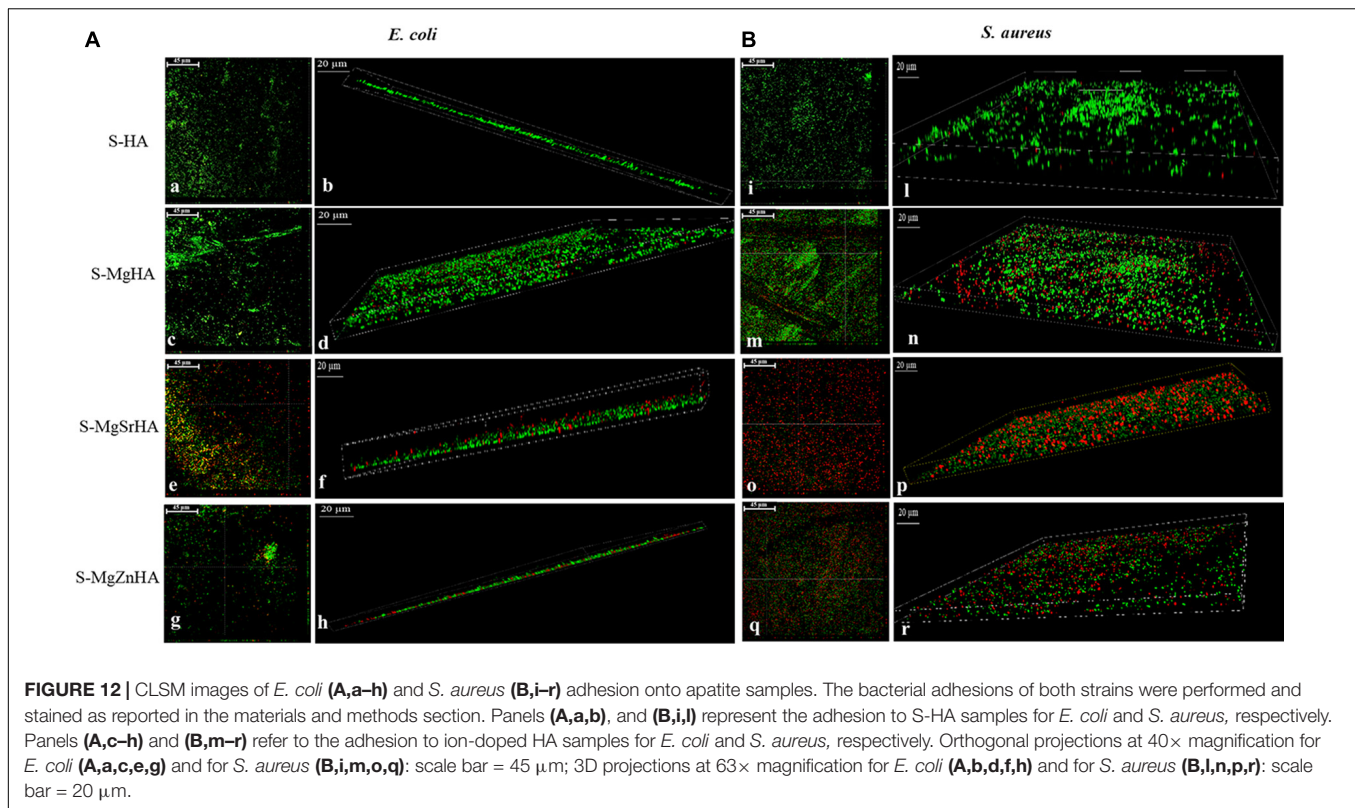 A
E. coli
B
S. aureus
S-HA
45 μm
a
20 μm
b
45 μm
i
20 μm
l
S-MgHA
45 μm
c
20 μm
d
45 μm
m
20 μm
n
S-MgSrHA
45 μm
e
20 μm
f
45 μm
o
20 μm
p
S-MgZnHA
45 μm
g
20 μm
h
45 μm
q
20 μm
r
FIGURE 12 | CLSM images of E. coli (A,a–h) and S. aureus (B,i–r) adhesion onto apatite samples. The bacterial adhesions of both strains were performed and
stained as reported in the materials and methods section. Panels (A,a,b), and (B,i,l) represent the adhesion to S-HA samples for E. coli and S. aureus, respectively.
Panels (A,c–h) and (B,m–r) refer to the adhesion to ion-doped HA samples for E. coli and S. aureus, respectively. Orthogonal projections at 40× magnification for
E. coli (A,a,c,e,g) and for S. aureus (B,i,m,o,q): scale bar = 45 μm; 3D projections at 63× magnification for E. coli (A,b,d,f,h) and for S. aureus (B,l,n,p,r): scale
bar = 20 μm.